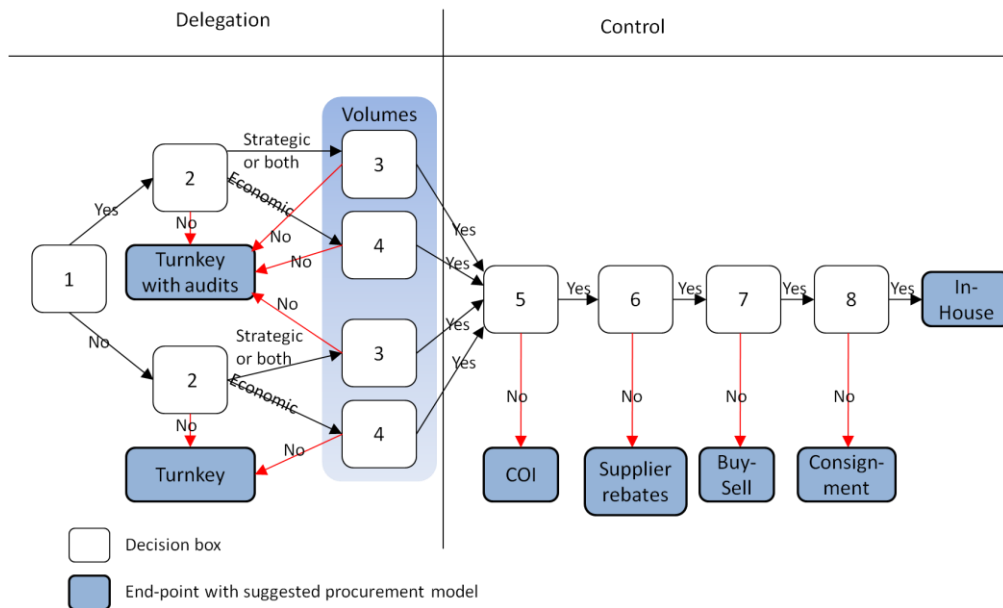 Delegation
Control
Volumes
Strategic
or both
3
2
Economic
Yes
No
No
4
Yes
No
Yes
Turnkey
with audits
1
5
Yes
6
Yes
7
Yes
8
Yes
In-
House
No
Strategic
or both
3
Yes
2
Economic
Yes
No
No
No
No
No
4
No
Turnkey
COI
Supplier
rebates
Buy-
Sell
Consign-
ment
Decision box
End-point with suggested procurement model